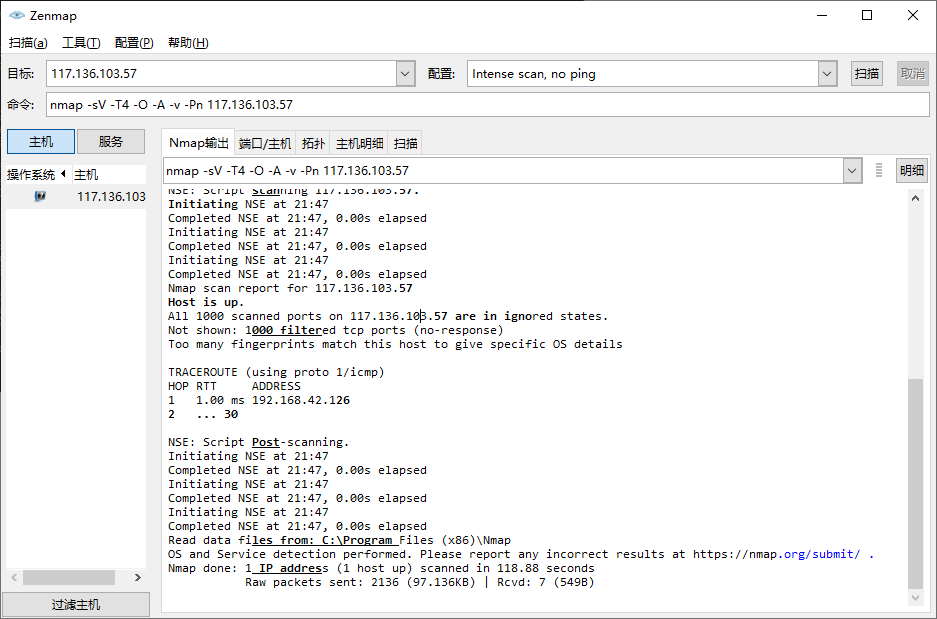 Zenmap
扫描(a) 工具(T) 配置(P) 帮助(H)
目标: 117.136.103.57 配置: Intense scan, no ping 扫描 取消
命令: nmap -sV -T4 -O -A -v -Pn 117.136.103.57
主机 服务 Nmap输出 端口/主机 拓扑 主机明细 扫描
操作系统 主机
117.136.103
nmap -sV -T4 -O -A -v -Pn 117.136.103.57 明细
NSE: Script scanning 117.136.103.57.
Initiating NSE at 21:47
Completed NSE at 21:47, 0.00s elapsed
Initiating NSE at 21:47
Completed NSE at 21:47, 0.00s elapsed
Initiating NSE at 21:47
Completed NSE at 21:47, 0.00s elapsed
Nmap scan report for 117.136.103.57
Host is up.
All 1000 scanned ports on 117.136.103.57 are in ignored states.
Not shown: 1000 filtered tcp ports (no-response)
Too many fingerprints match this host to give specific OS details
TRACEROUTE (using proto 1/icmp)
HOP RTT ADDRESS
1 1.00 ms 192.168.42.126
2 ... 30
NSE: Script Post-scanning.
Initiating NSE at 21:47
Completed NSE at 21:47, 0.00s elapsed
Initiating NSE at 21:47
Completed NSE at 21:47, 0.00s elapsed
Initiating NSE at 21:47
Completed NSE at 21:47, 0.00s elapsed
Read data files from: C:\Program Files (x86)\Nmap
OS and Service detection performed. Please report any incorrect results at https://nmap.org/submit/ .
Nmap done: 1 IP address (1 host up) scanned in 118.88 seconds
Raw packets sent: 2136 (97.136KB) | Rcvd: 7 (549B)
过滤主机